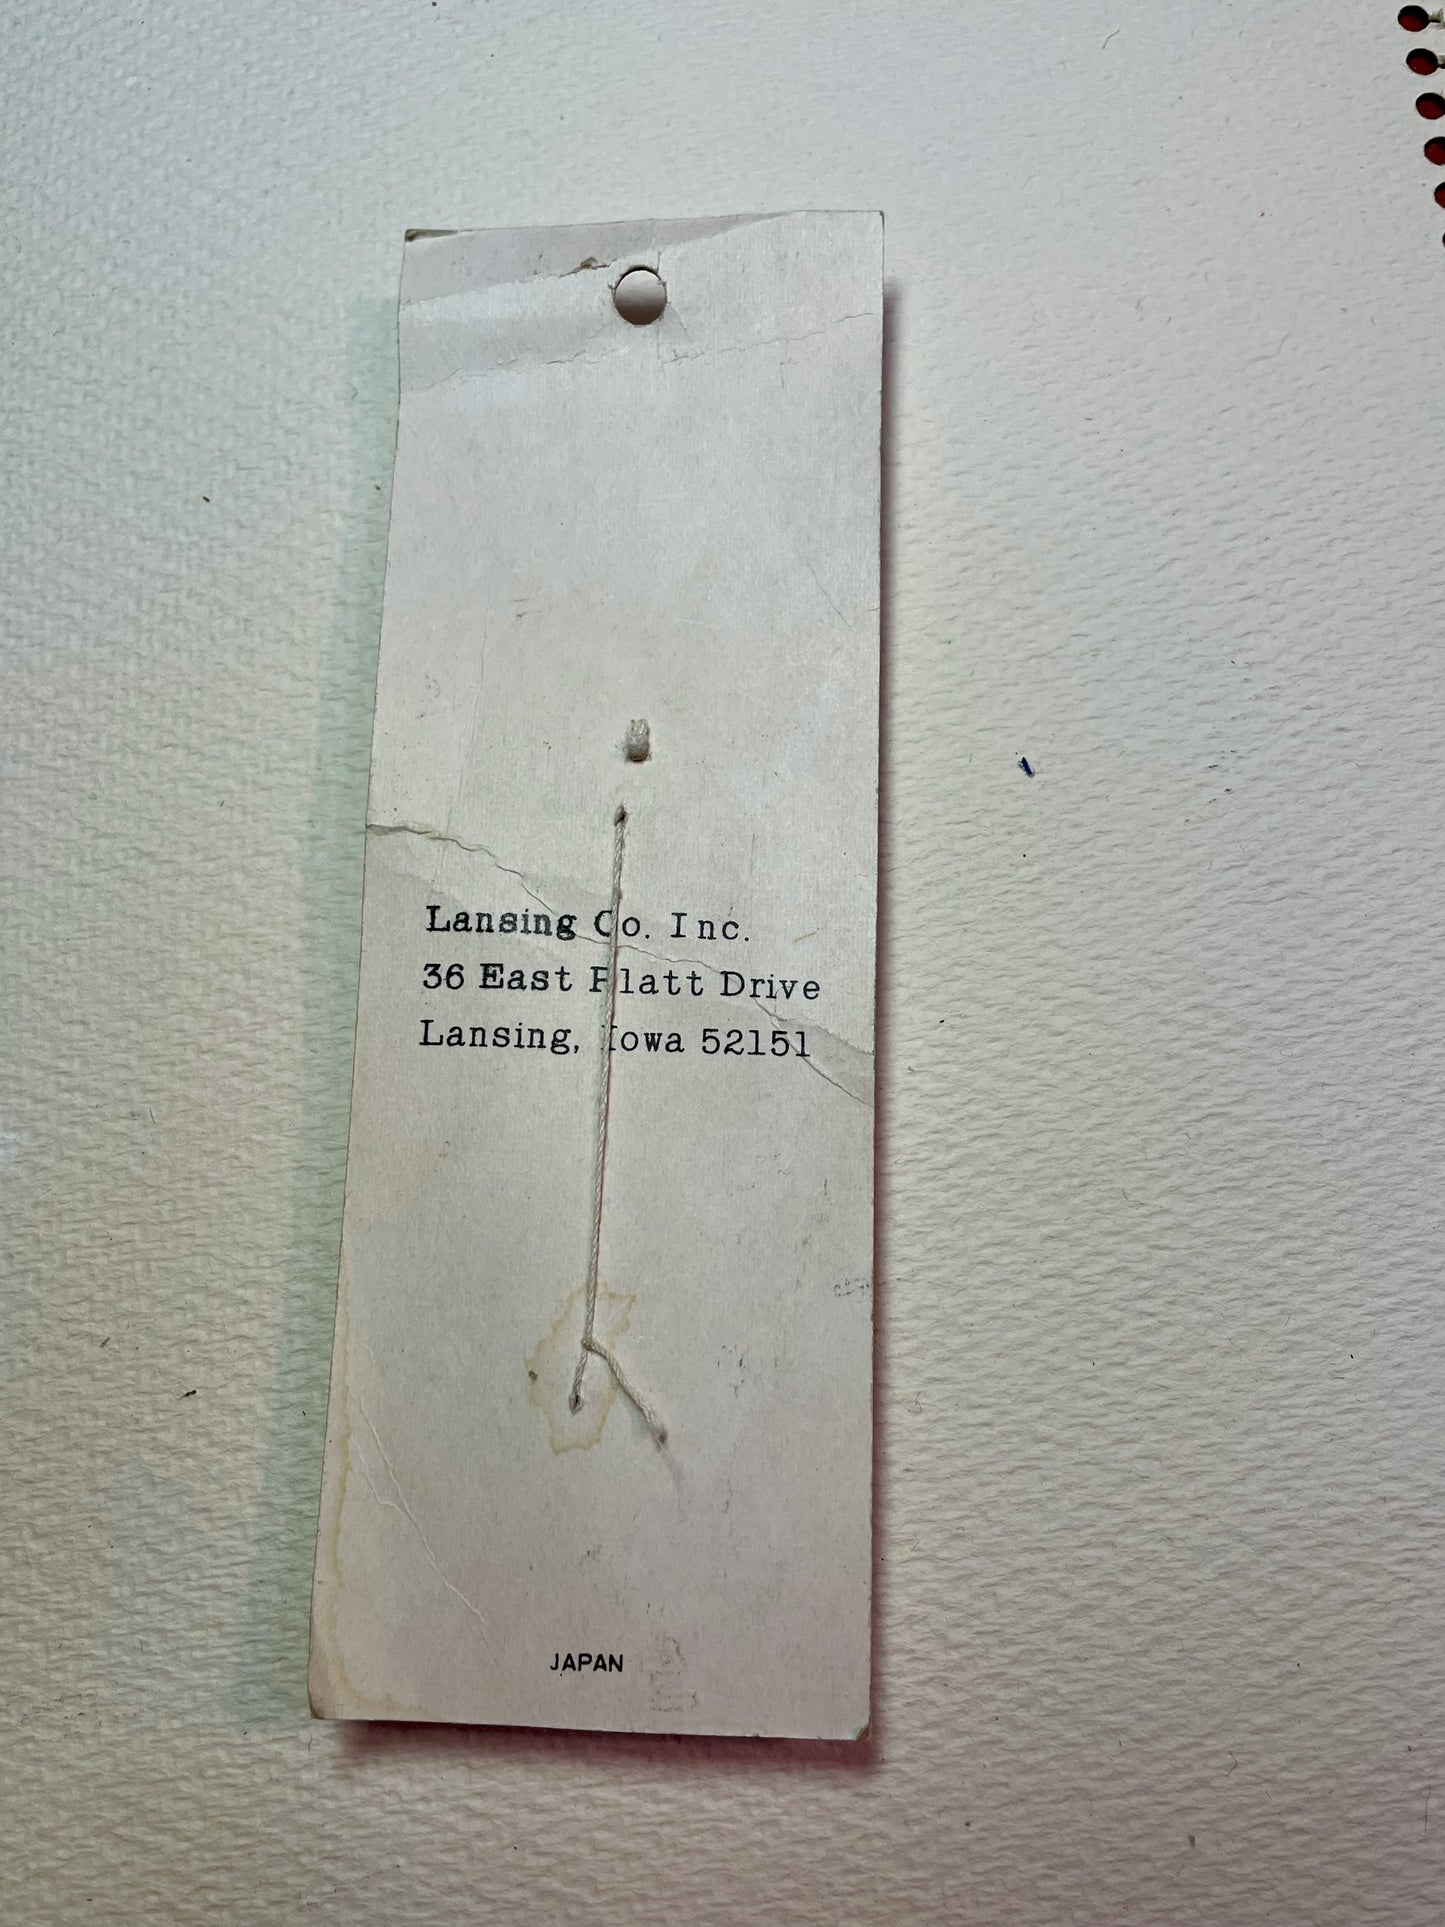 Lansing Co. Inc.
36 East Platt Drive
Lansing, Iowa 52151
JAPAN